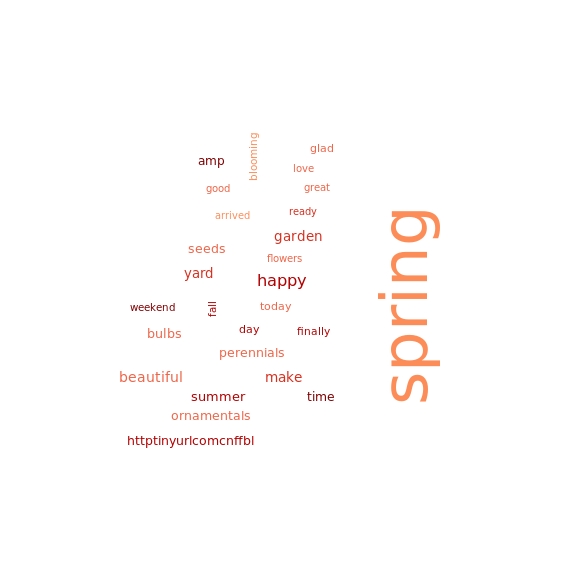 glad
blooming
amp
love
good
great
arrived
ready
garden
seeds
flowers
yard
happy
weekend
fall
today
spring
bulbs
day
finally
perennials
beautiful
make
summer
time
ornamentals
httptinyurlcomcnffbl